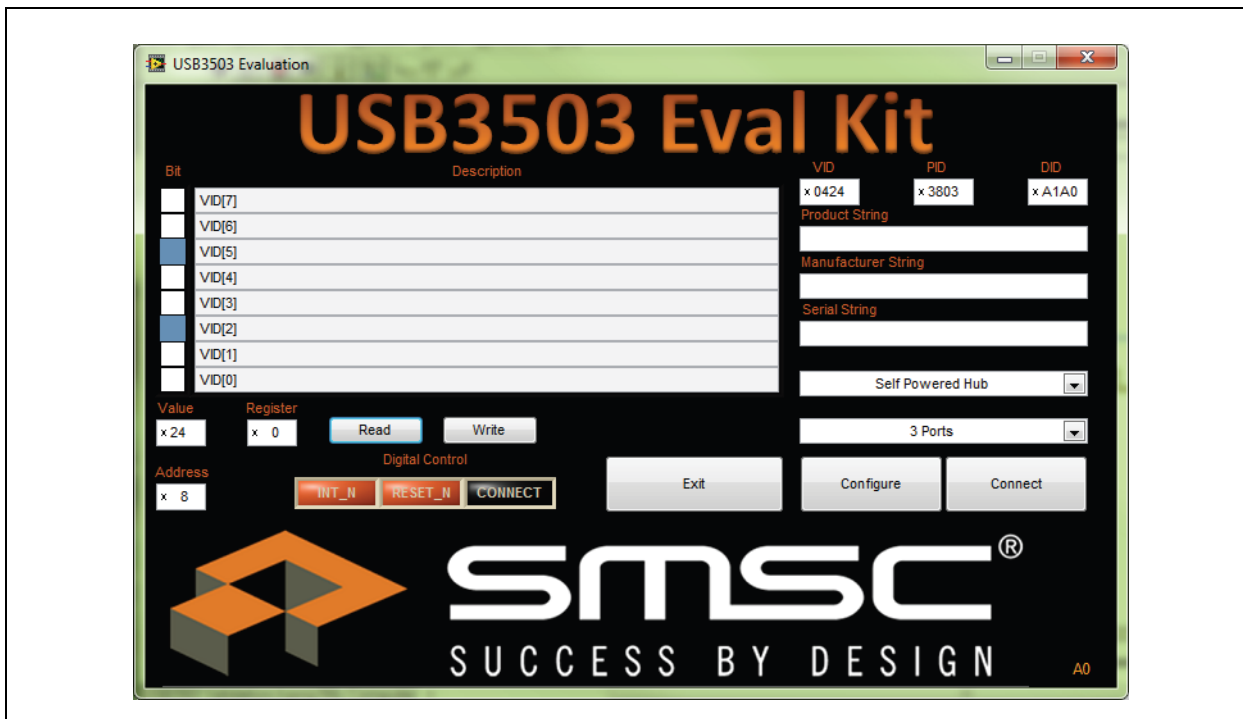 USB3503 Evaluation
USB3503 Eval Kit
Bit Description
VID[7]
VID[6]
VID[5]
VID[4]
VID[3]
VID[2]
VID[1]
VID[0]
VID PID DID
x 0424 x 3803 x A1A0
Product String
Manufacturer String
Serial String
Self Powered Hub
3 Ports
Value Register
x 24 x 0 Read Write
Address
x 8
Digital Control
INT_N RESET_N CONNECT
Exit Configure Connect
smsc®
SUCCESS BY DESIGN
A0